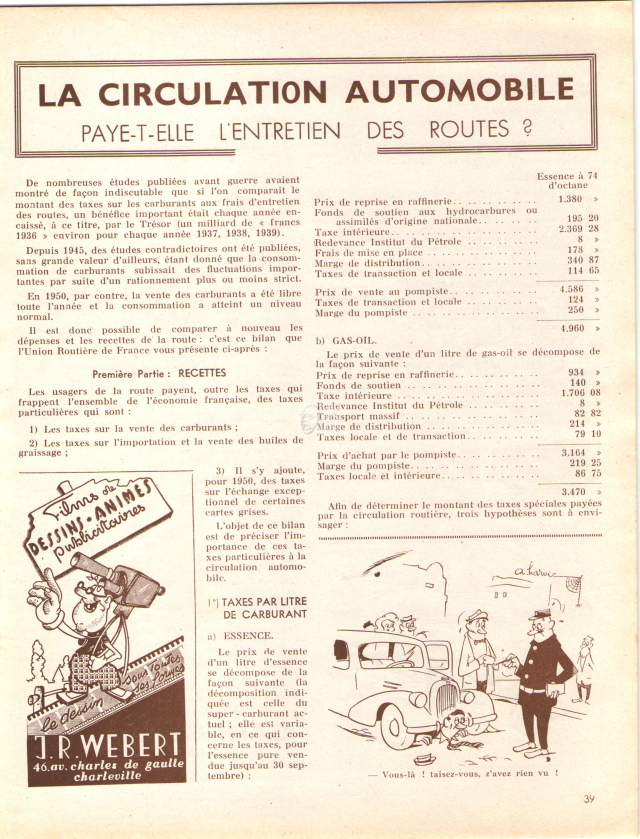 LA CIRCULATION AUTOMOBILE
PAYE-T-ELLE L'ENTRETIEN DES ROUTES ?
De nombreuses études publiées avant guerre avaient
montré de façon indiscutable que si l'on comparait le
montant des taxes sur les carburants aux frais d'entretien
des routes, un bénéfice important était chaque année en-
caissé, à ce titre, par le Trésor (un milliard de « francs
1936 » environ pour chaque année 1937, 1938, 1939).
Depuis 1945, des études contradictoires ont été publiées,
sans grande valeur d'ailleurs, étant donné que la consom-
mation de carburants subissait des fluctuations impor-
tantes par suite d'un rationnement plus ou moins strict.
En 1950, par contre, la vente des carburants a été libre
toute l'année et la consommation a atteint un niveau
normal.
Il est donc possible de comparer à nouveau les
dépenses et les recettes de la route : c'est ce bilan que
l'Union Routière de France vous présente ci-après :
Première Partie : RECETTES
Les usagers de la route payent, outre les taxes qui
frappent l'ensemble de l'économie française, des taxes
particulières qui sont :
1) Les taxes sur la vente des carburants ;
2) Les taxes sur l'importation et la vente des huiles de
graissage ;
3) Il s'y ajoute,
pour 1950, des taxes
sur l'échange excep-
tionnel de certaines
cartes grises.
L'objet de ce bilan
est de préciser l'im-
portance de ces ta-
xes particulières à la
circulation automo-
bile.
1°) TAXES PAR LITRE
DE CARBURANT
a) ESSENCE.
Le prix de vente
d'un litre d'essence
se décompose de la
façon suivante (la
décomposition indi-
quée est celle du
super-carburant ac-
tuel ; elle est varia-
ble, en ce qui con-
cerne les taxes, pour
l'essence pure ven-
due jusqu'au 30 sep-
tembre) :
Films de
DESSINS-ANIMÉS
publicitaires
le dessin sous toutes
ses formes
J.R. WEBERT
46, av. charles de gaulle
charleville
Essence à 74
d'octane
Prix de reprise en raffinerie............ 1.380 »
Fonds de soutien aux hydrocarbures ou
assimilés d'origine nationale.......... 195 20
Taxe intérieure.................... 2.369 28
Redevance Institut du Pétrole .......... 8 »
Frais de mise en place ................ 178 »
Marge de distribution................ 340 87
Taxes de transaction et locale .......... 114 65
Prix de vente au pompiste.............. 4.586 »
Taxes de transaction et locale .......... 124 »
Marge du pompiste .................. 250 »
4.960 »
b) GAS-OIL.
Le prix de vente d'un litre de gas-oil se décompose de
la façon suivante :
Prix de reprise en raffinerie............ 934 »
Fonds de soutien .................... 140 »
Taxe intérieure .................... 1.706 08
Redevance Institut du Pétrole .......... 8 »
Transport massif .................... 82 82
Marge de distribution ................ 214 »
Taxes locale et de transaction.......... 79 10
Prix d'achat par le pompiste............ 3.164 »
Marge du pompiste.................. 219 25
Taxes locale et intérieure.............. 86 75
3.470 »
Afin de déterminer le montant des taxes spéciales payées
par la circulation routière, trois hypothèses sont à envi-
sager :
— Vous-là ! taisez-vous, z'avez rien vu !
39